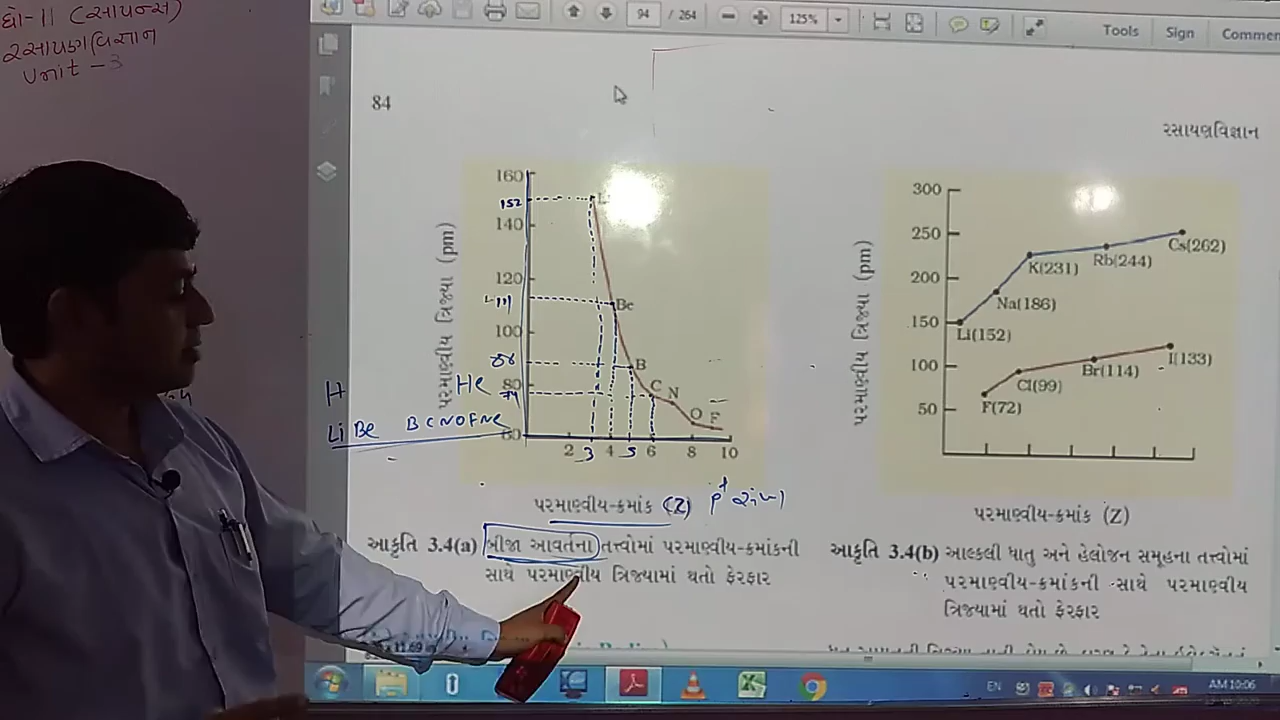 ધો-11 (સાયન્સ)
રસાયણવિજ્ઞાન
Unit - 3
94 / 264
125%
Tools
Sign
Commen
84
રસાયણવિજ્ઞાન
પરમાણ્વીય ત્રિજ્યા (pm)
160
152
140
120
111
100
80
74
60
Be
B
C
N
O
F
2
3
4
5
6
8
10
H He
Li Be B C N O F Ne
પરમાણ્વીય-ક્રમાંક (Z)
આકૃતિ 3.4(a) બીજા આવર્તના તત્ત્વોમાં પરમાણ્વીય-ક્રમાંકની
સાથે પરમાણ્વીય ત્રિજ્યામાં થતો ફેરફાર
પરમાણ્વીય ત્રિજ્યા (pm)
300
250
200
150
100
50
Li(152)
Na(186)
K(231)
Rb(244)
Cs(262)
F(72)
Cl(99)
Br(114)
I(133)
પરમાણ્વીય-ક્રમાંક (Z)
આકૃતિ 3.4(b) આલ્કલી ધાતુ અને હેલોજન સમૂહના તત્ત્વોમાં
પરમાણ્વીય-ક્રમાંકની સાથે પરમાણ્વીય
ત્રિજ્યામાં થતો ફેરફાર
EN
AM 10:06